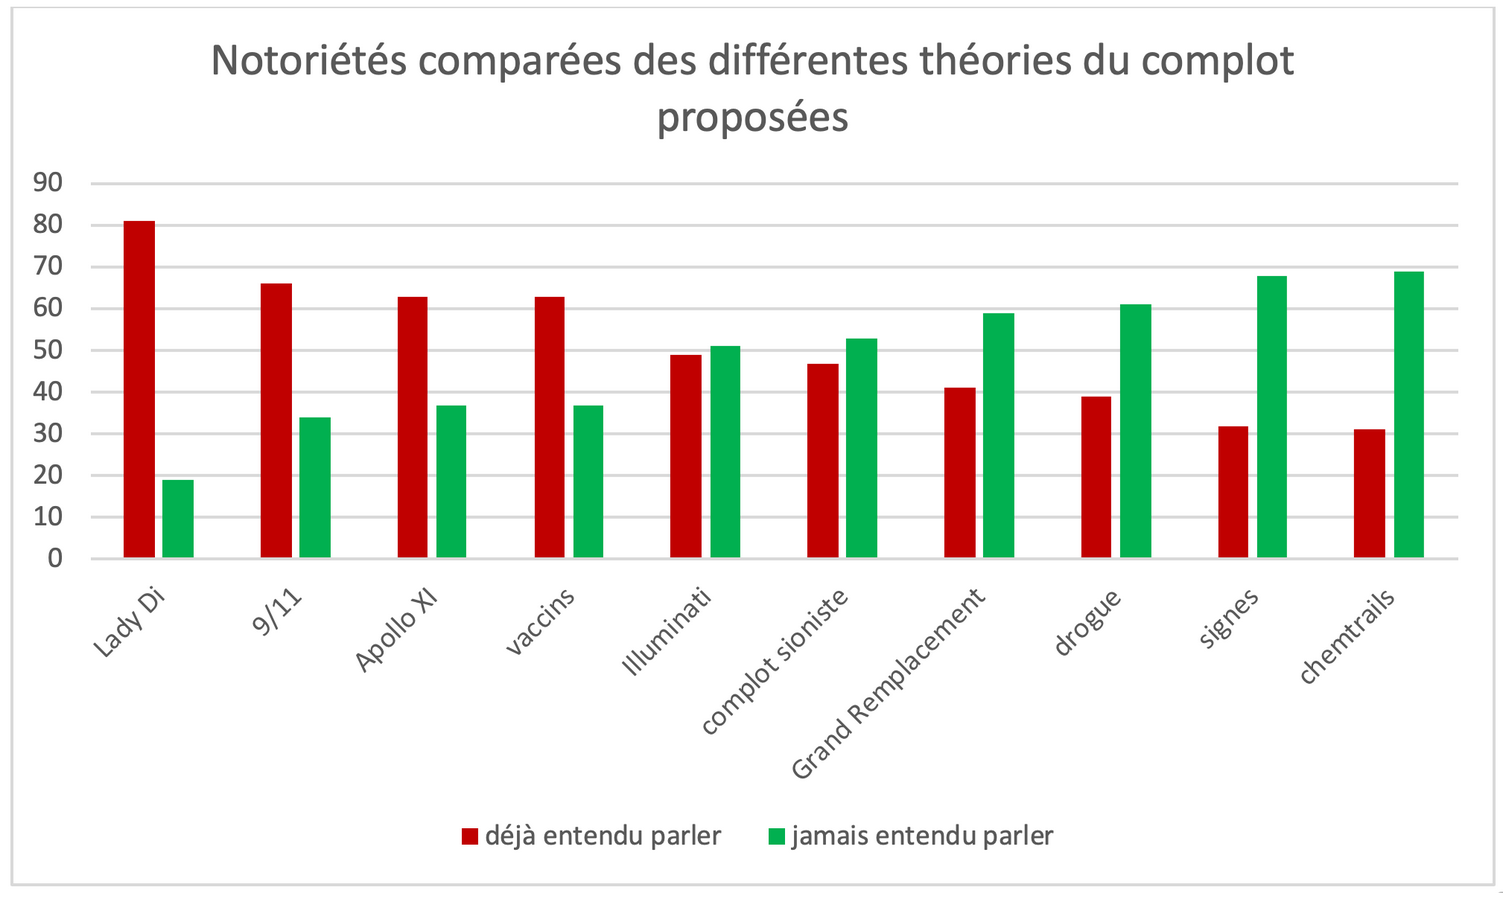 Notoriétés comparées des différentes théories du complot
proposées
90
80
70
60
50
40
30
20
10
0
Lady Di
9/11
Apollo XI
vaccins
Illuminati
complot sioniste
Grand Remplacement
drogue
signes
chemtrails
déjà entendu parler
jamais entendu parler